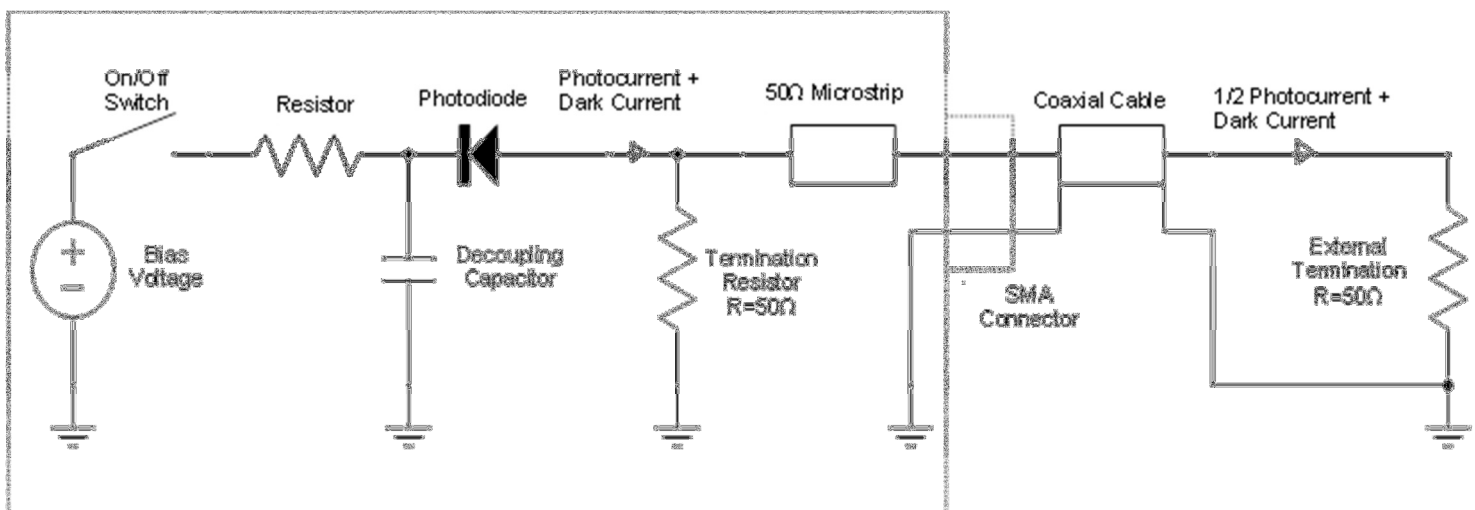 On/Off
Switch
Resistor
Photodiode
Photocurrent +
Dark Current
50Ω Microstrip
Coaxial Cable
1/2 Photocurrent +
Dark Current
+
−
Bias
Voltage
Decoupling
Capacitor
Termination
Resistor
R=50Ω
SMA
Connector
External
Termination
R=50Ω